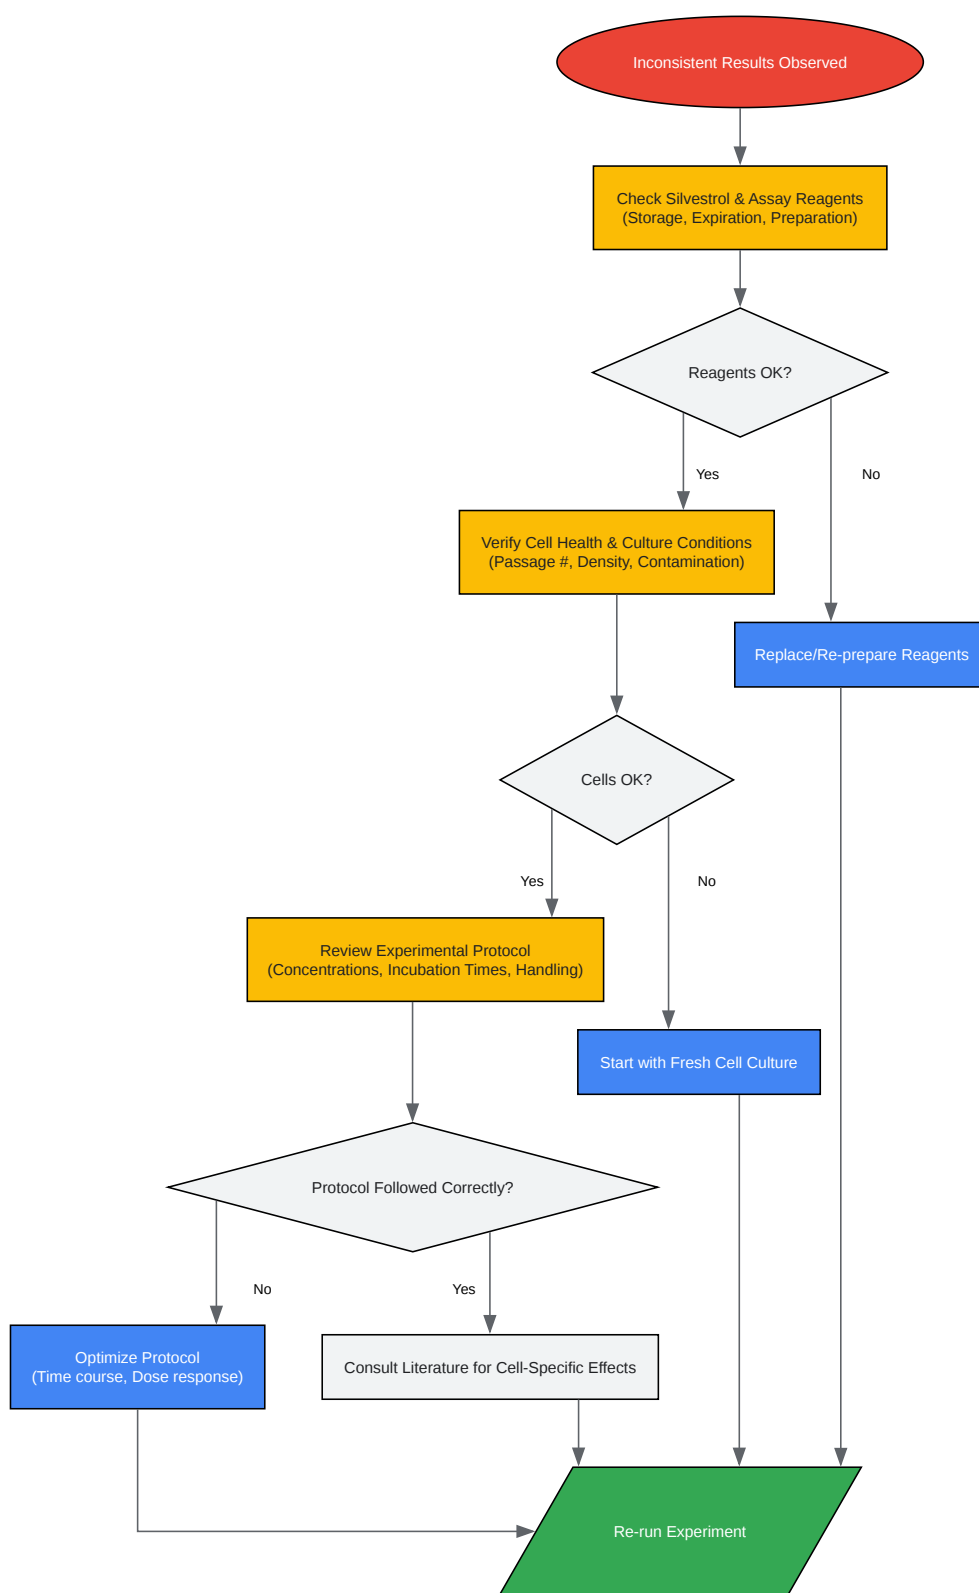 Inconsistent Results Observed
Check Silvestrol & Assay Reagents
(Storage, Expiration, Preparation)
Reagents OK?
Yes
No
Verify Cell Health & Culture Conditions
(Passage #, Density, Contamination)
Replace/Re-prepare Reagents
Cells OK?
Yes
No
Review Experimental Protocol
(Concentrations, Incubation Times, Handling)
Start with Fresh Cell Culture
Protocol Followed Correctly?
No
Yes
Optimize Protocol
(Time course, Dose response)
Consult Literature for Cell-Specific Effects
Re-run Experiment